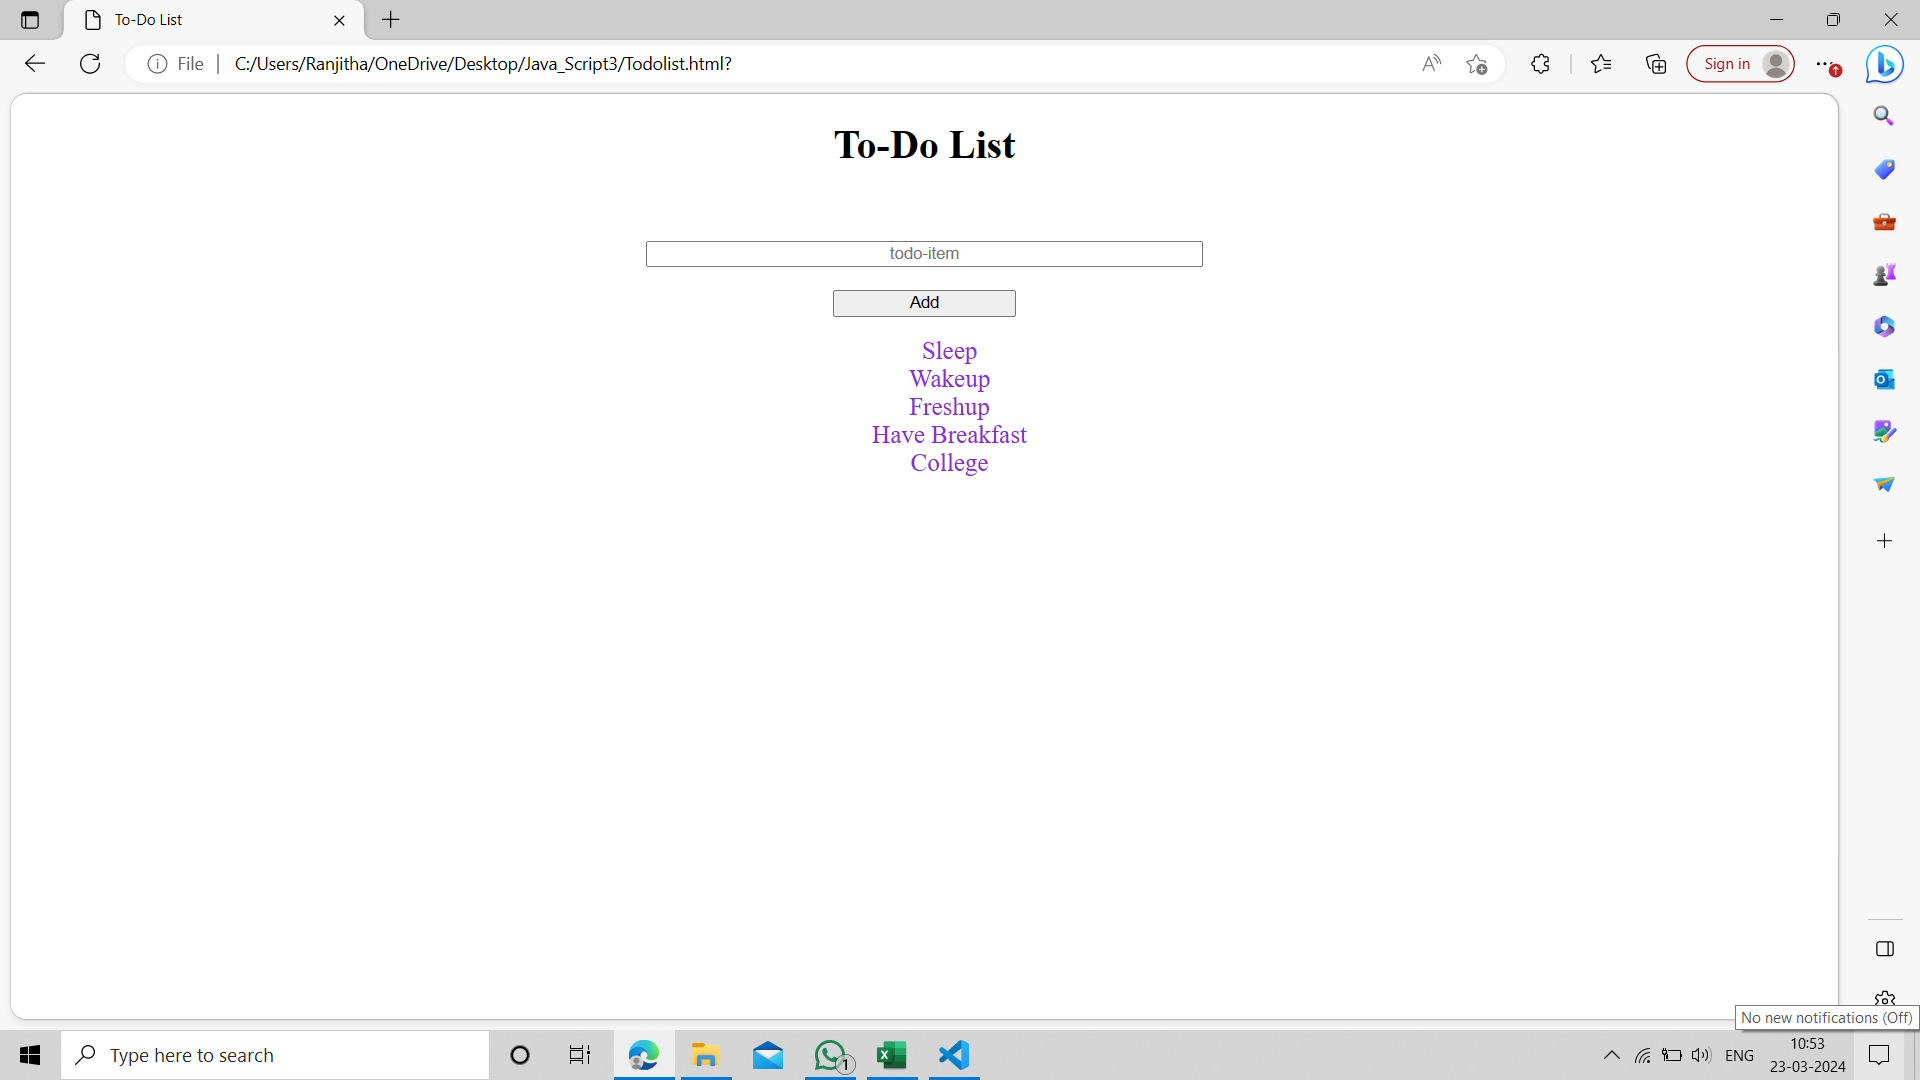 To-Do List
File
C:/Users/Ranjitha/OneDrive/Desktop/Java_Script3/Todolist.html?
Sign in
To-Do List
todo-item
Add
Sleep
Wakeup
Freshup
Have Breakfast
College
No new notifications (Off)
Type here to search
1
ENG
10:53
23-03-2024